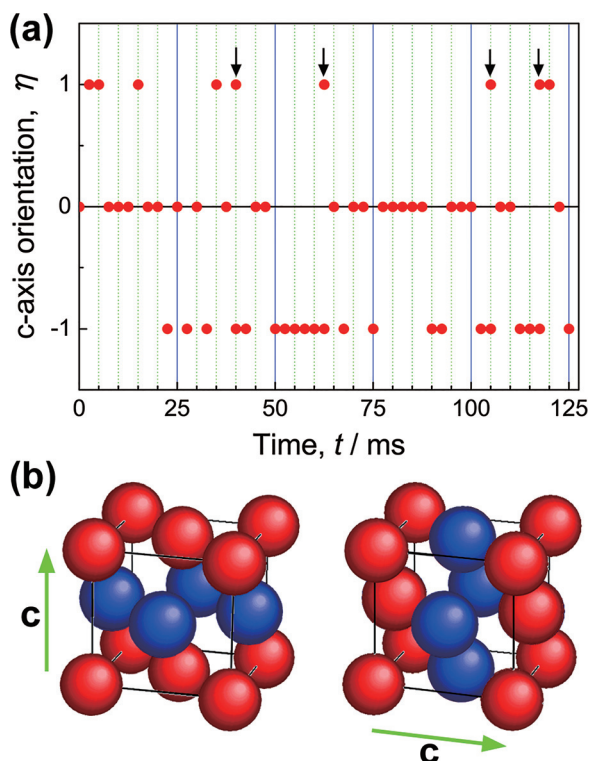 (a)
c-axis orientation, η
1
0
-1
0 25 50 75 100 125
Time, t / ms
(b)
c
c